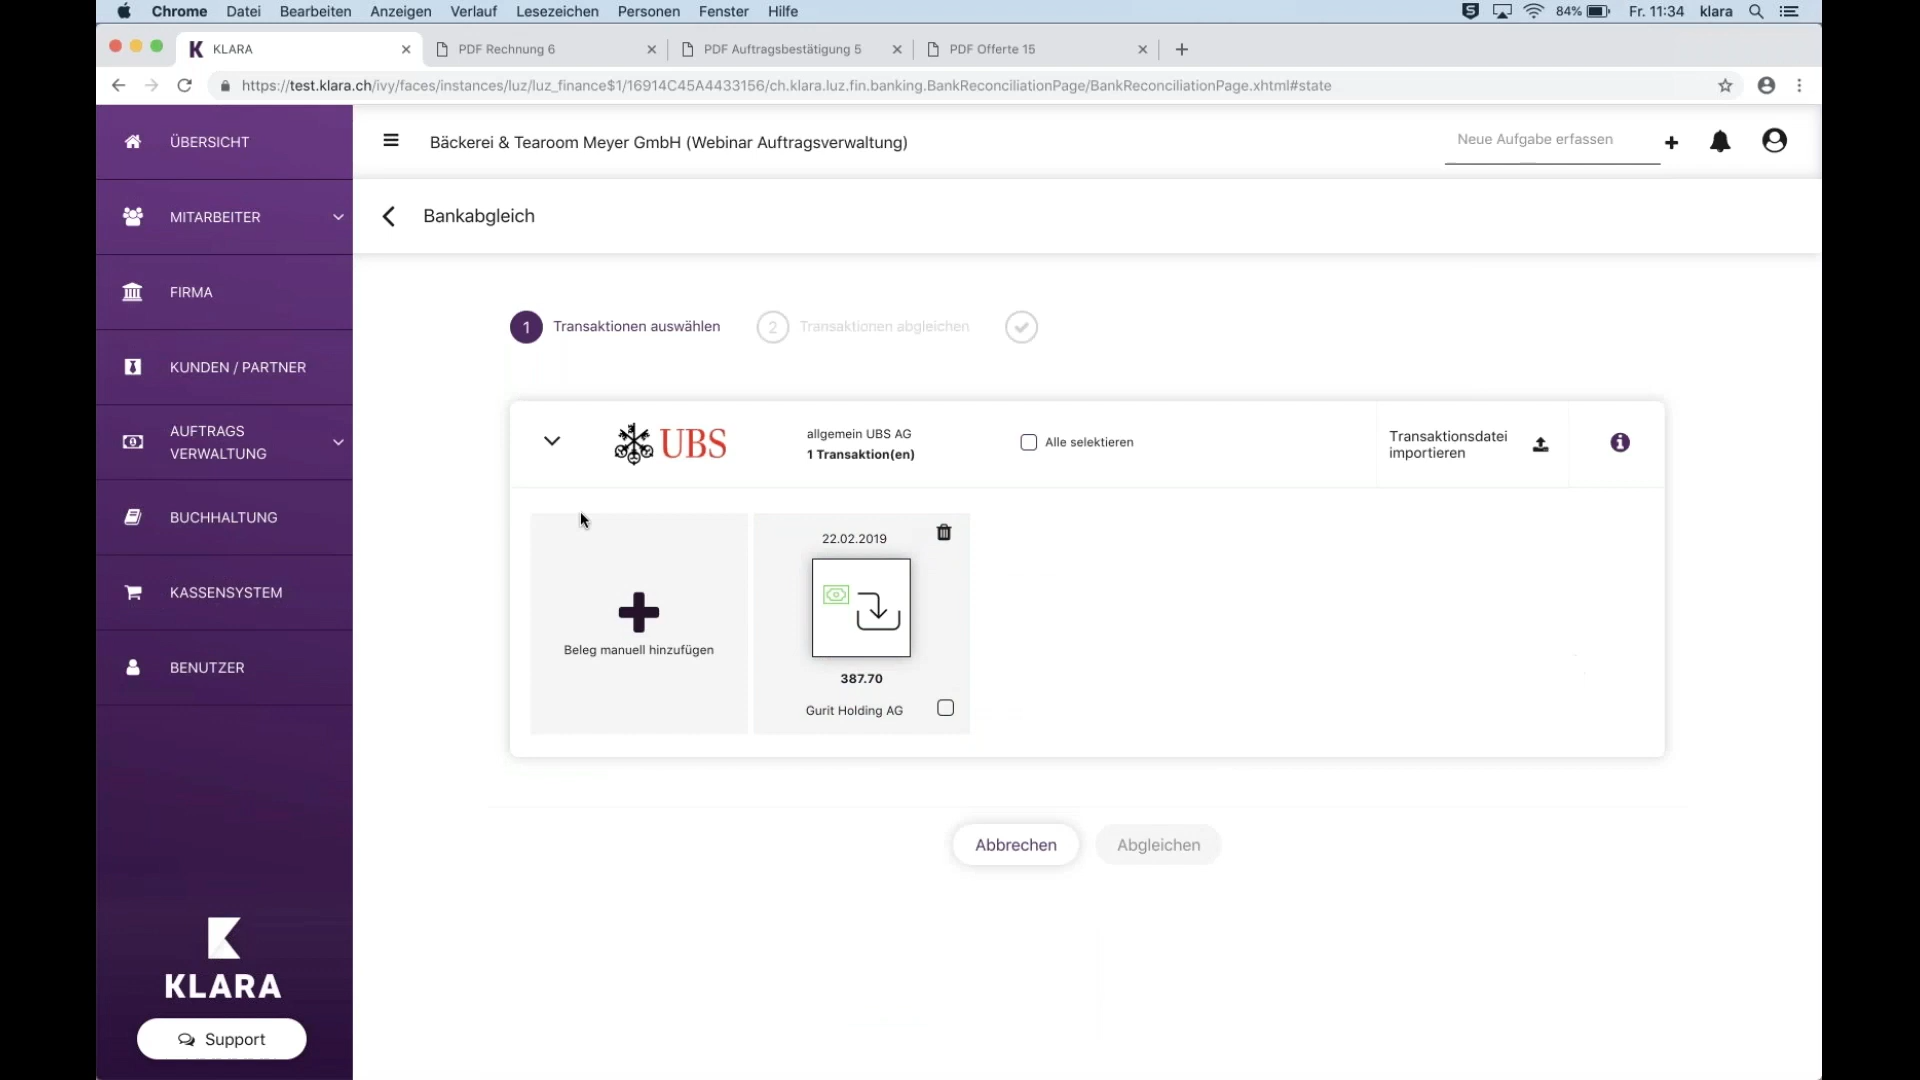 Chrome Datei Bearbeiten Anzeigen Verlauf Lesezeichen Personen Fenster Hilfe
84% Fr. 11:34 klara
KLARA
PDF Rechnung 6
PDF Auftragsbestätigung 5
PDF Offerte 15
https://test.klara.ch/ivy/faces/instances/luz/luz_finance$1/16914C45A4433156/ch.klara.luz.fin.banking.BankReconciliationPage/BankReconciliationPage.xhtml#state
ÜBERSICHT
MITARBEITER
FIRMA
KUNDEN / PARTNER
AUFTRAGS
VERWALTUNG
BUCHHALTUNG
KASSENSYSTEM
BENUTZER
KLARA
Support
Bäckerei & Tearoom Meyer GmbH (Webinar Auftragsverwaltung)
Neue Aufgabe erfassen
Bankabgleich
1 Transaktionen auswählen
2 Transaktionen abgleichen
UBS
allgemein UBS AG
1 Transaktion(en)
Alle selektieren
Transaktionsdatei
importieren
Beleg manuell hinzufügen
22.02.2019
387.70
Gurit Holding AG
Abbrechen
Abgleichen